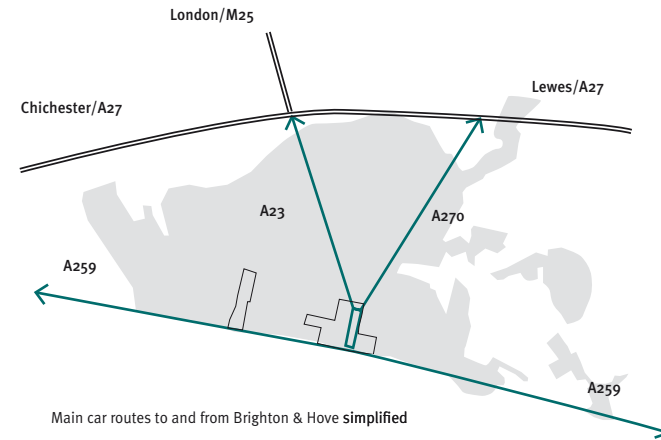 London/M25
Lewes/A27
Chichester/A27
A23
A270
A259
A259
Main car routes to and from Brighton & Hove simplified